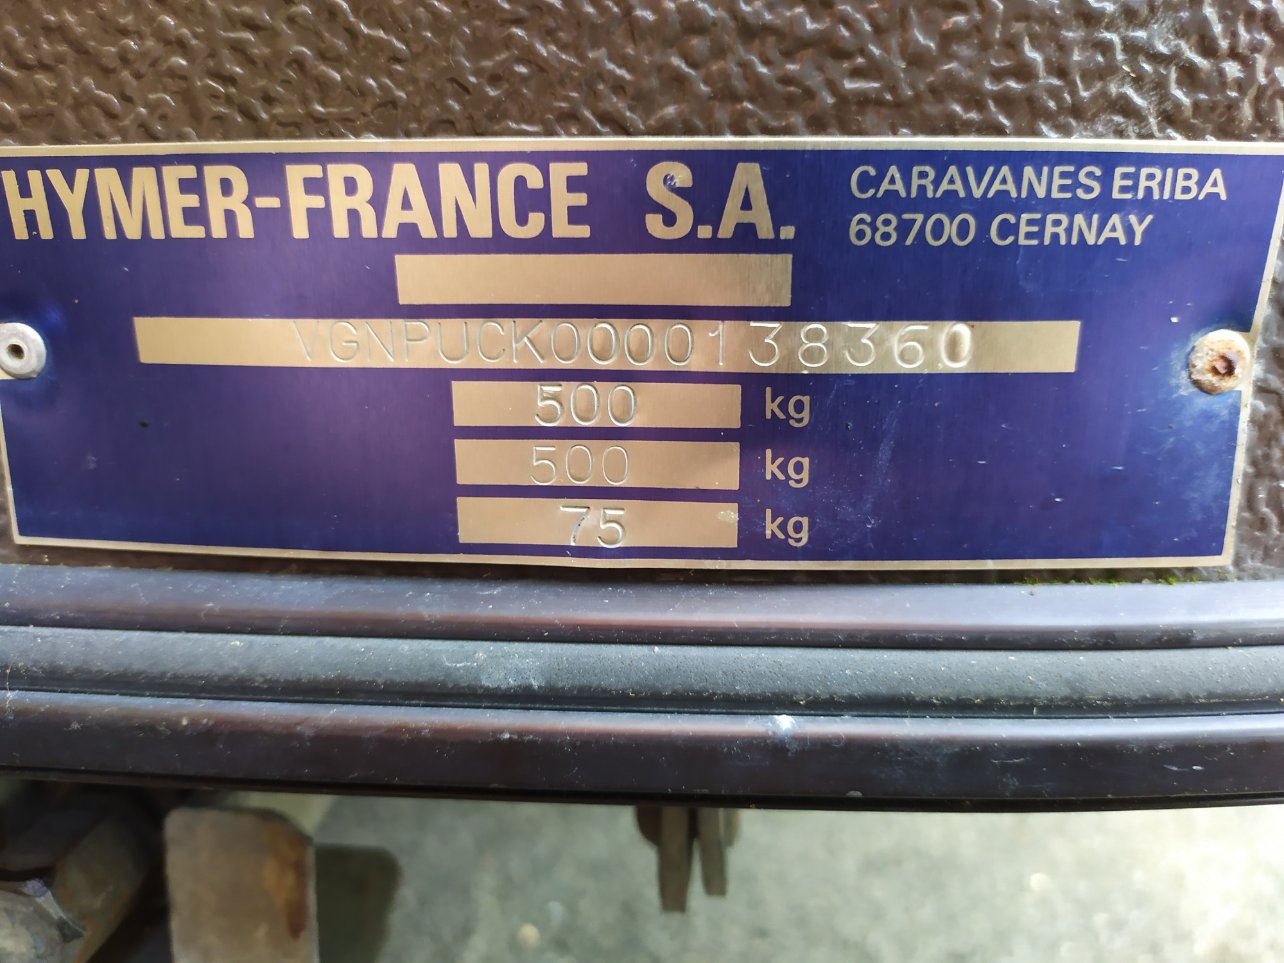 HYMER-FRANCE S.A.
CARAVANES ERIBA
68700 CERNAY
VGNPUCK0000138360
500 kg
500 kg
75 kg